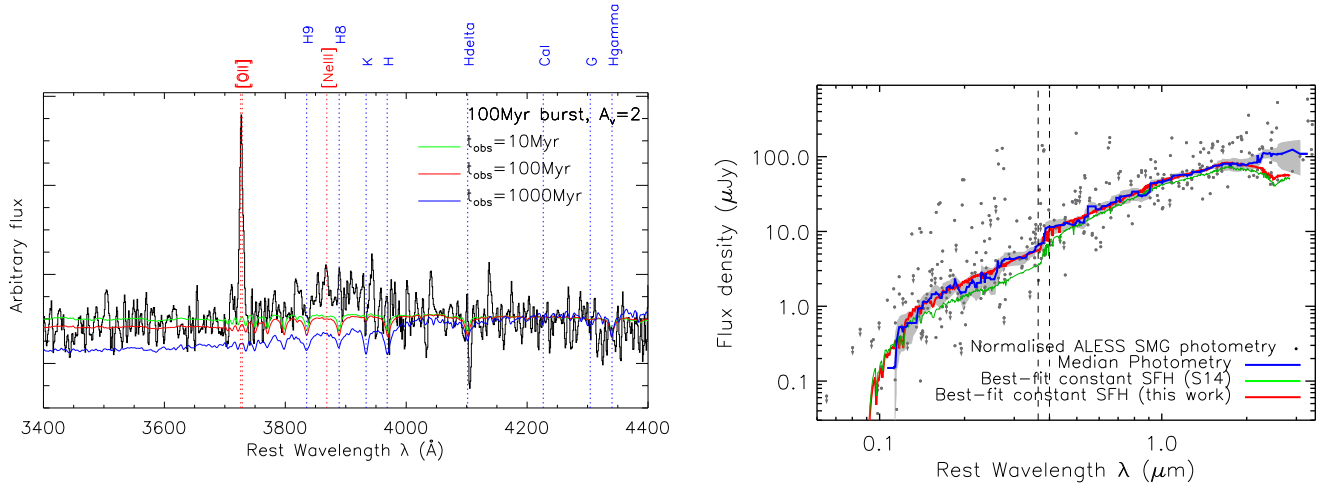 [OII]
H9
[NeIII]
H8
K
H
Hdelta
CaI
G
Hgamma
100Myr burst, Av=2
tobs=10Myr
tobs=100Myr
tobs=1000Myr
Arbitrary flux
3400 3600 3800 4000 4200 4400
Rest Wavelength λ (Å)
Flux density (μJy)
100.0
10.0
1.0
0.1
Normalised ALESS SMG photometry
Median Photometry
Best-fit constant SFH (S14)
Best-fit constant SFH (this work)
0.1 1.0
Rest Wavelength λ (μm)